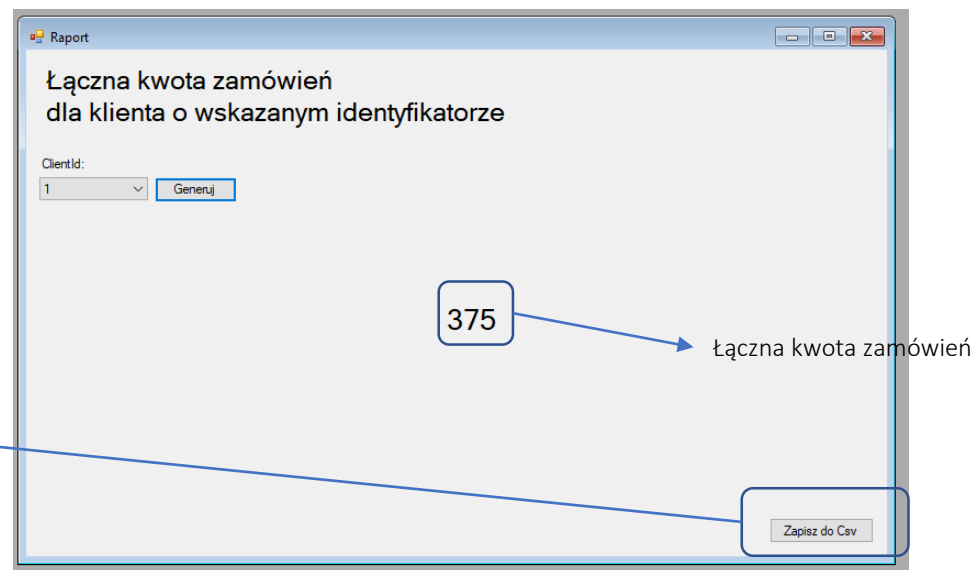 Raport
Łączna kwota zamówień
dla klienta o wskazanym identyfikatorze
ClientId:
1
Generuj
375
Łączna kwota zamówień
Zapisz do Csv